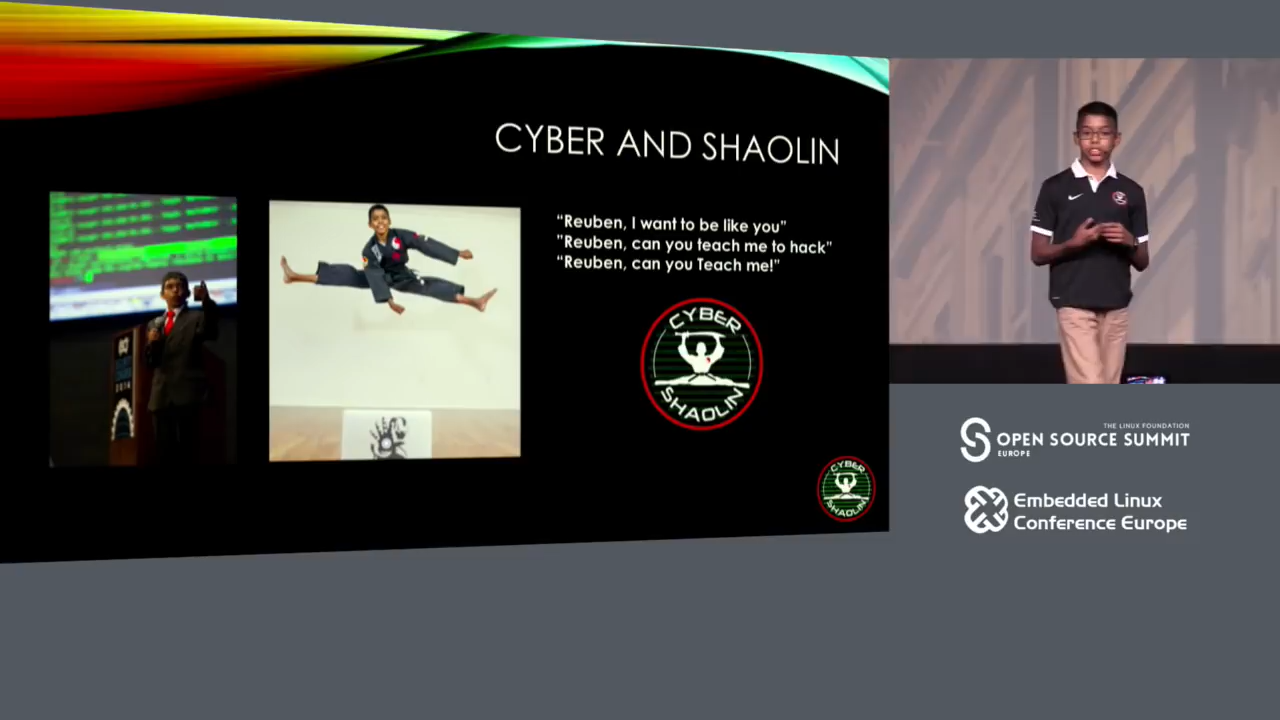 CYBER AND SHAOLIN
“Reuben, I want to be like you”
"Reuben, can you teach me to hack"
“Reuben, can you Teach me!”
CYBER
SHAOLIN
CYBER
SHAOLIN
2014
THE LINUX FOUNDATION
OPEN SOURCE SUMMIT
EUROPE
Embedded Linux
Conference Europe